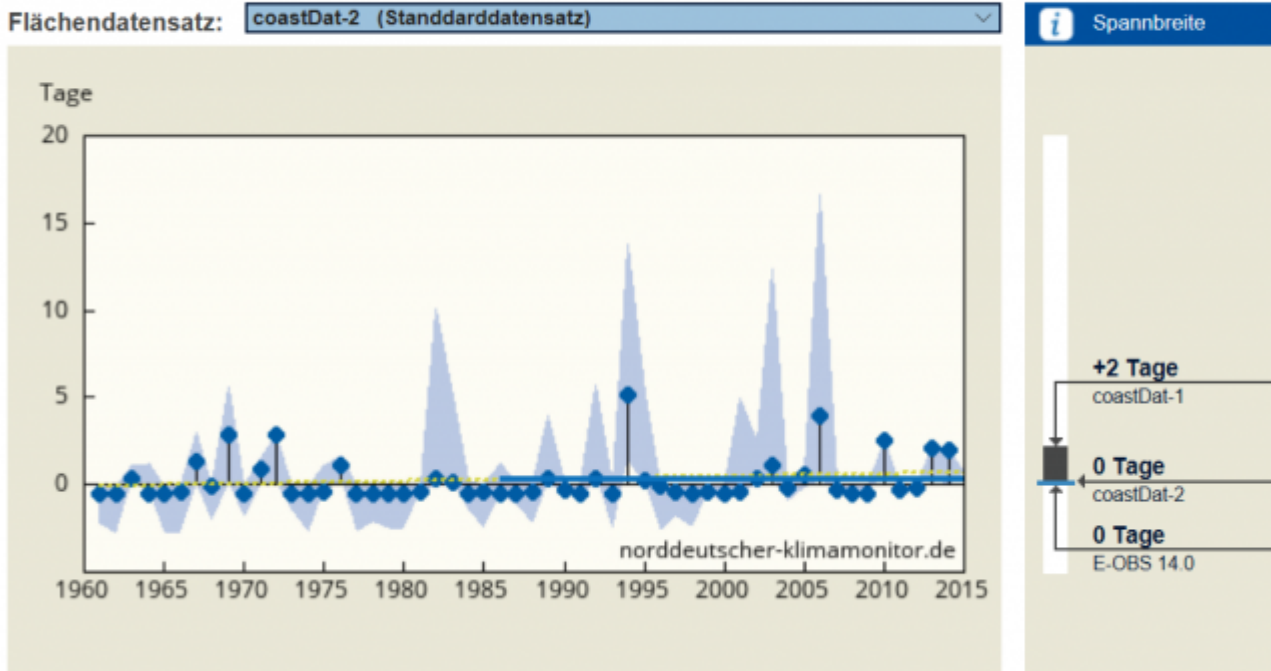 Flächendatensatz: coastDat-2 (Standdarddatensatz)
i Spannbreite
Tage
20
15
10
5
0
norddeutscher-klimamonitor.de
1960 1965 1970 1975 1980 1985 1990 1995 2000 2005 2010 2015
+2 Tage
coastDat-1
0 Tage
coastDat-2
0 Tage
E-OBS 14.0